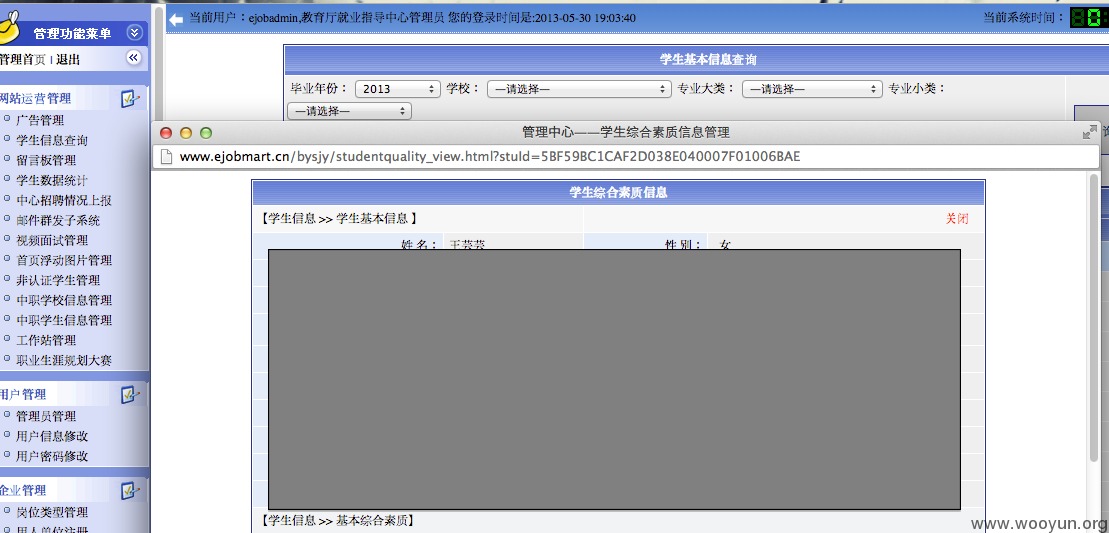 当前用户：ejobadmin,教育厅就业指导中心管理员 您的登录时间是:2013-05-30 19:03:40
当前系统时间：
管理功能菜单
管理首页 | 退出
网站运营管理
广告管理
学生信息查询
留言板管理
学生数据统计
中心招聘情况上报
邮件群发子系统
视频面试管理
首页浮动图片管理
非认证学生管理
中职学校信息管理
中职学生信息管理
工作站管理
职业生涯规划大赛
用户管理
管理员管理
用户信息修改
用户密码修改
企业管理
岗位类型管理
用人单位注册
学生基本信息查询
毕业年份： 2013 学校： —请选择— 专业大类： —请选择— 专业小类：
—请选择—
管理中心——学生综合素质信息管理
www.ejobmart.cn/bysjy/studentquality_view.html?stuId=5BF59BC1CAF2D038E040007F01006BAE
学生综合素质信息
【学生信息 >> 学生基本信息 】 关闭
姓 名： 王芸芸 性 别： 女
【学生信息 >> 基本综合素质】
www.wooyun.org